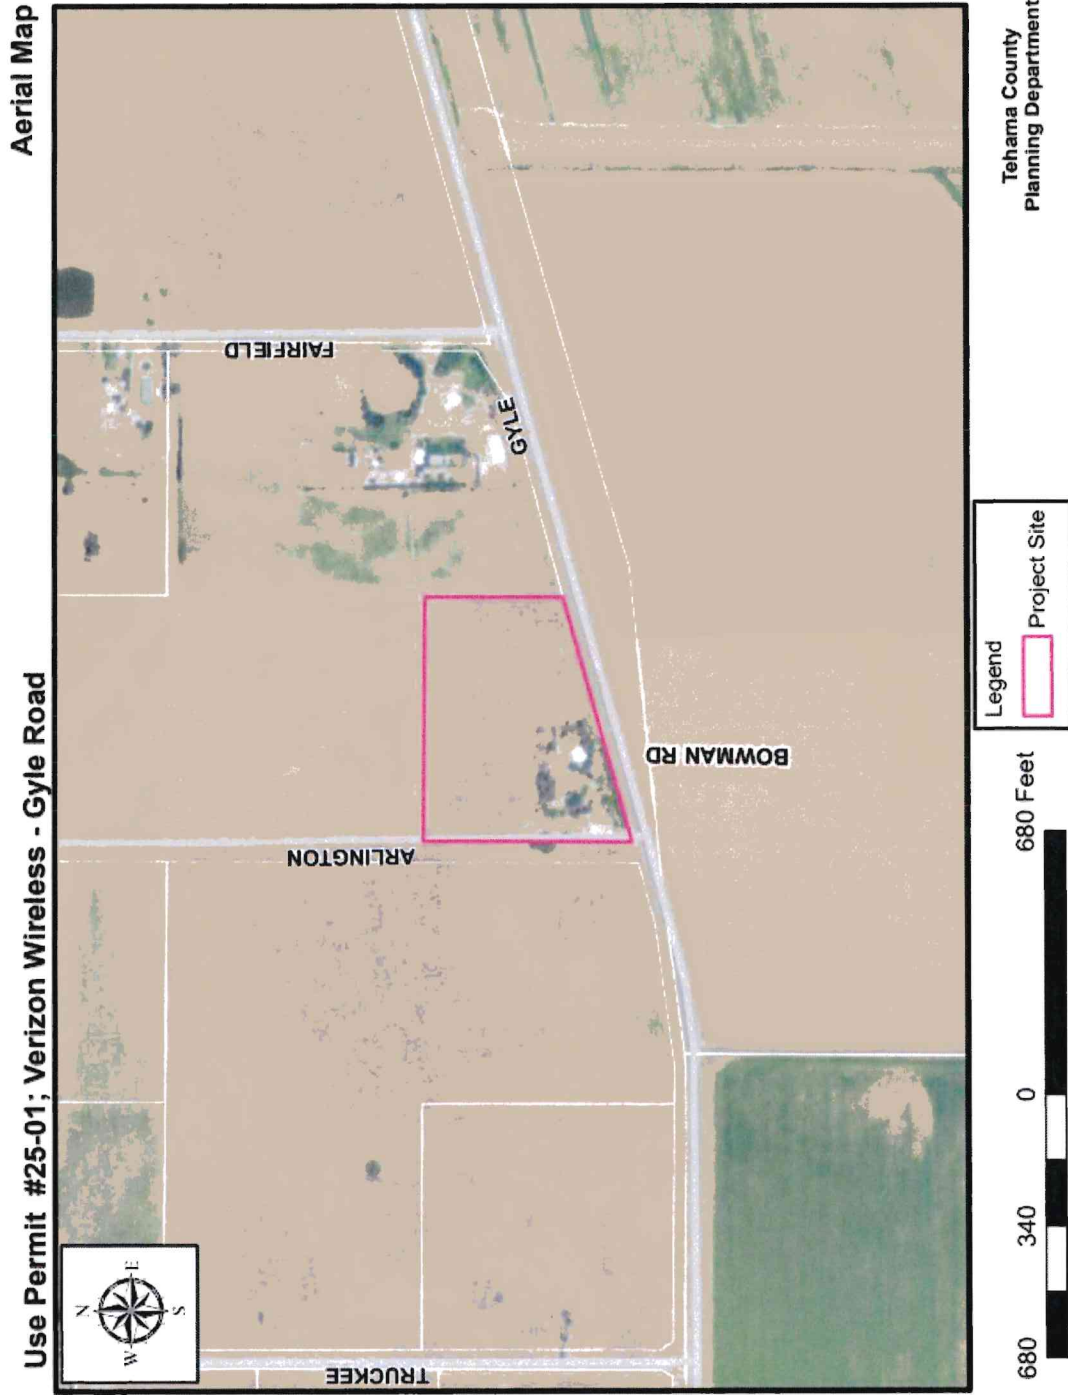 Use Permit #25-01; Verizon Wireless - Gyle Road
Aerial Map
N
W
E
S
TRUCKEE
ARLINGTON
FAIRFIELD
GYLE
BOWMAN RD
680 340 0 680 Feet
Legend
Project Site
Tehama County
Planning Department